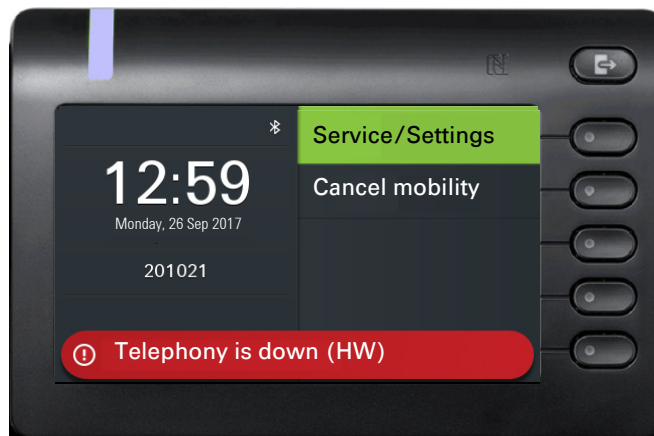 Service/Settings
12:59
Cancel mobility
Monday, 26 Sep 2017
201021
Telephony is down (HW)